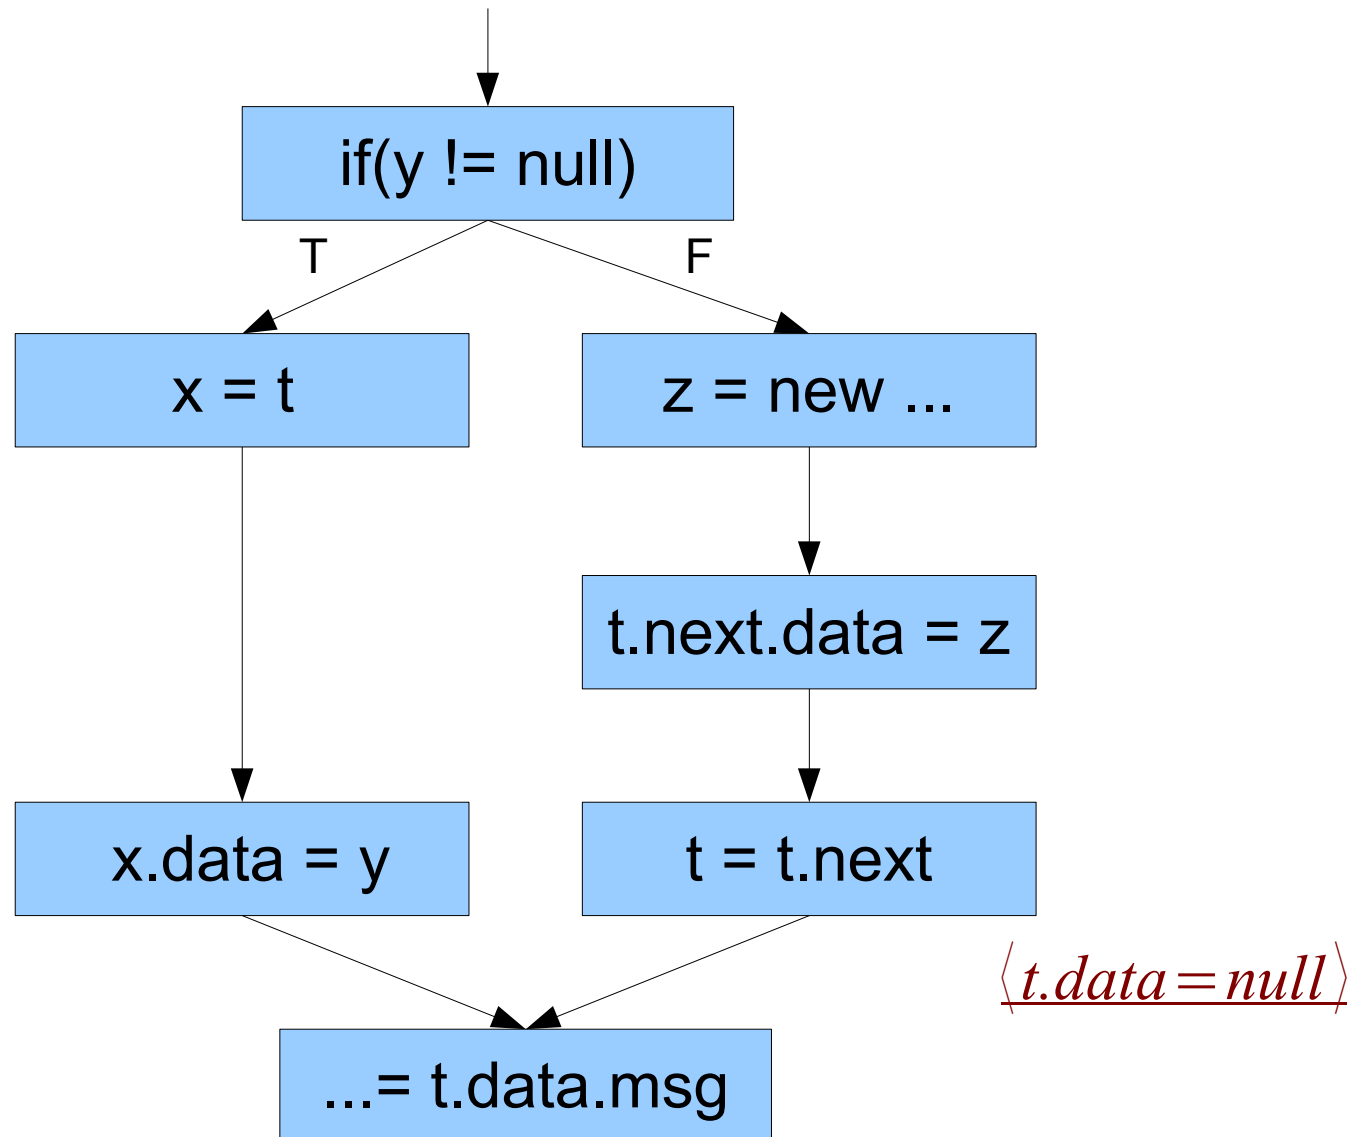 if(y != null)
T
F
x = t
z = new ...
t.next.data = z
x.data = y
t = t.next
⟨t.data=null⟩
...= t.data.msg